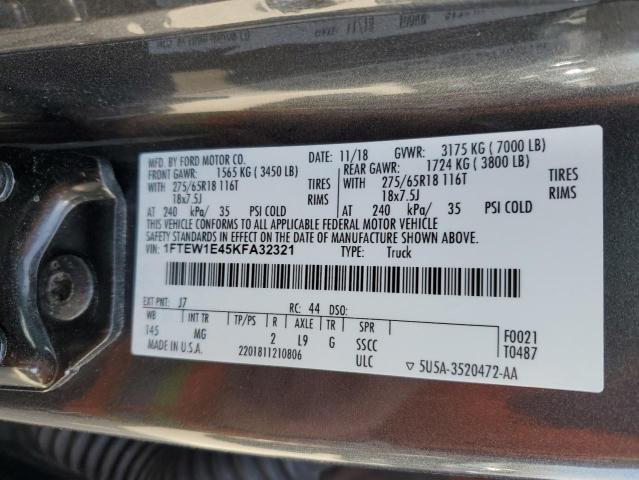 MFD. BY FORD MOTOR CO. DATE: 11/18 GVWR: 3175 KG ( 7000 LB)
FRONT GAWR: 1565 KG ( 3450 LB) REAR GAWR: 1724 KG ( 3800 LB)
WITH 275/65R18 116T TIRES WITH 275/65R18 116T TIRES
18x7.5J RIMS 18x7.5J RIMS
AT 240 kPa/ 35 PSI COLD AT 240 kPa/ 35 PSI COLD
THIS VEHICLE CONFORMS TO ALL APPLICABLE FEDERAL MOTOR VEHICLE
SAFETY STANDARDS IN EFFECT ON THE DATE OF MANUFACTURE SHOWN ABOVE.
VIN: 1FTEW1E45KFA32321 TYPE: Truck
EXT PNT: J7 RC: 44 DSO:
WB INT TR TP/PS R AXLE TR SPR F0021
145 MG 2 L9 G SSCC T0487
MADE IN U.S.A. 2201811210806 ULC ▽ 5U5A-3520472-AA